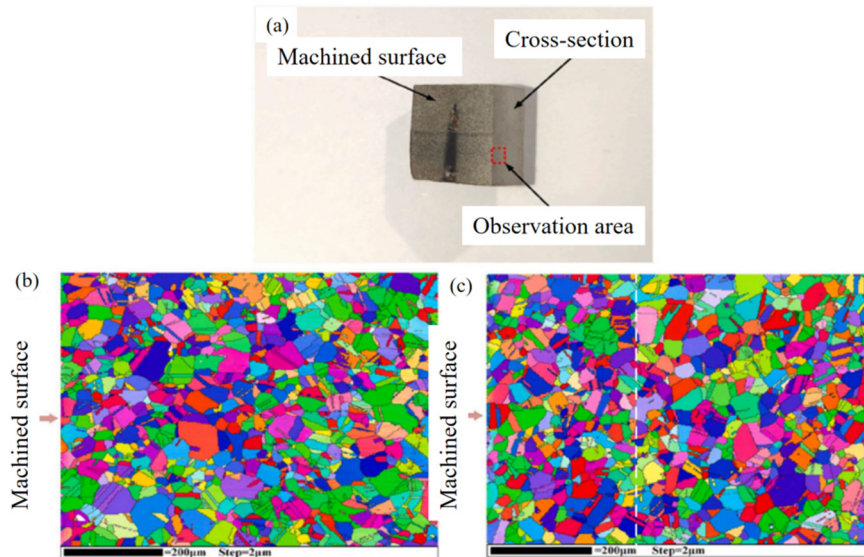 (a)
Machined surface
Cross-section
Observation area
(b)
Machined surface
=200μm Step=2μm
(c)
Machined surface
=200μm Step=2μm